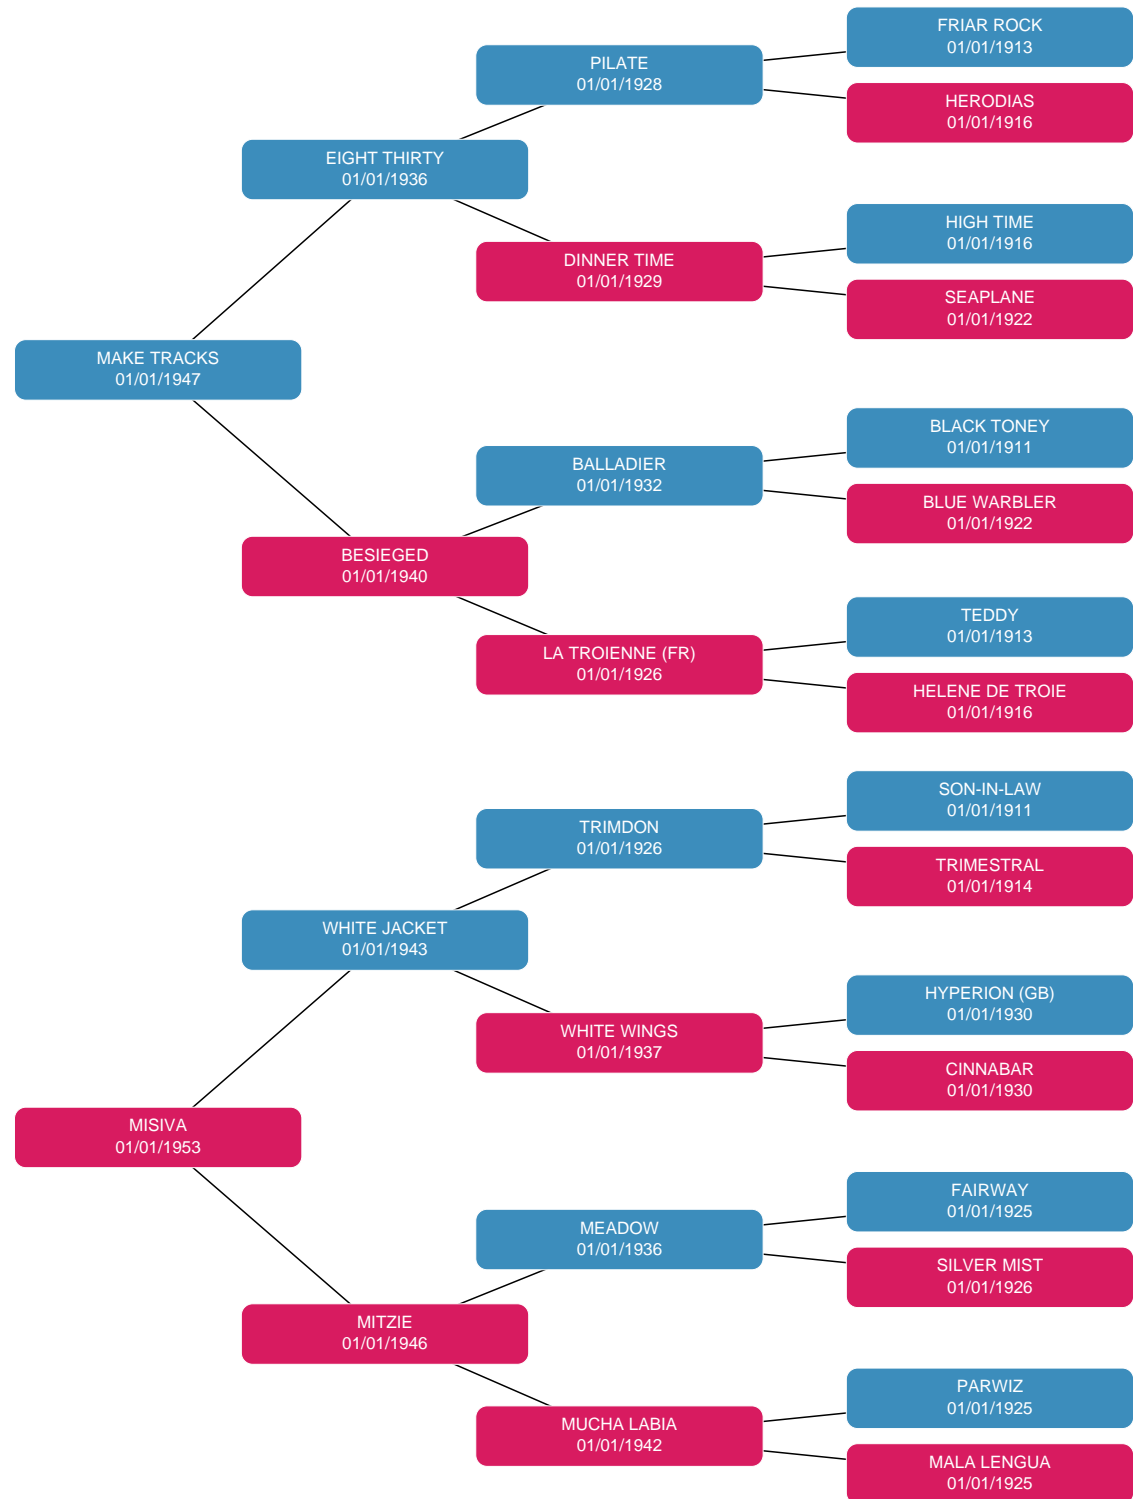 FRIAR ROCK
01/01/1913
PILATE
01/01/1928
HERODIAS
01/01/1916
EIGHT THIRTY
01/01/1936
HIGH TIME
01/01/1916
DINNER TIME
01/01/1929
SEAPLANE
01/01/1922
MAKE TRACKS
01/01/1947
BLACK TONEY
01/01/1911
BALLADIER
01/01/1932
BLUE WARBLER
01/01/1922
BESIEGED
01/01/1940
TEDDY
01/01/1913
LA TROIENNE (FR)
01/01/1926
HELENE DE TROIE
01/01/1916
SON-IN-LAW
01/01/1911
TRIMDON
01/01/1926
TRIMESTRAL
01/01/1914
WHITE JACKET
01/01/1943
HYPERION (GB)
01/01/1930
WHITE WINGS
01/01/1937
CINNABAR
01/01/1930
MISIVA
01/01/1953
FAIRWAY
01/01/1925
MEADOW
01/01/1936
SILVER MIST
01/01/1926
MITZIE
01/01/1946
PARWIZ
01/01/1925
MUCHA LABIA
01/01/1942
MALA LENGUA
01/01/1925